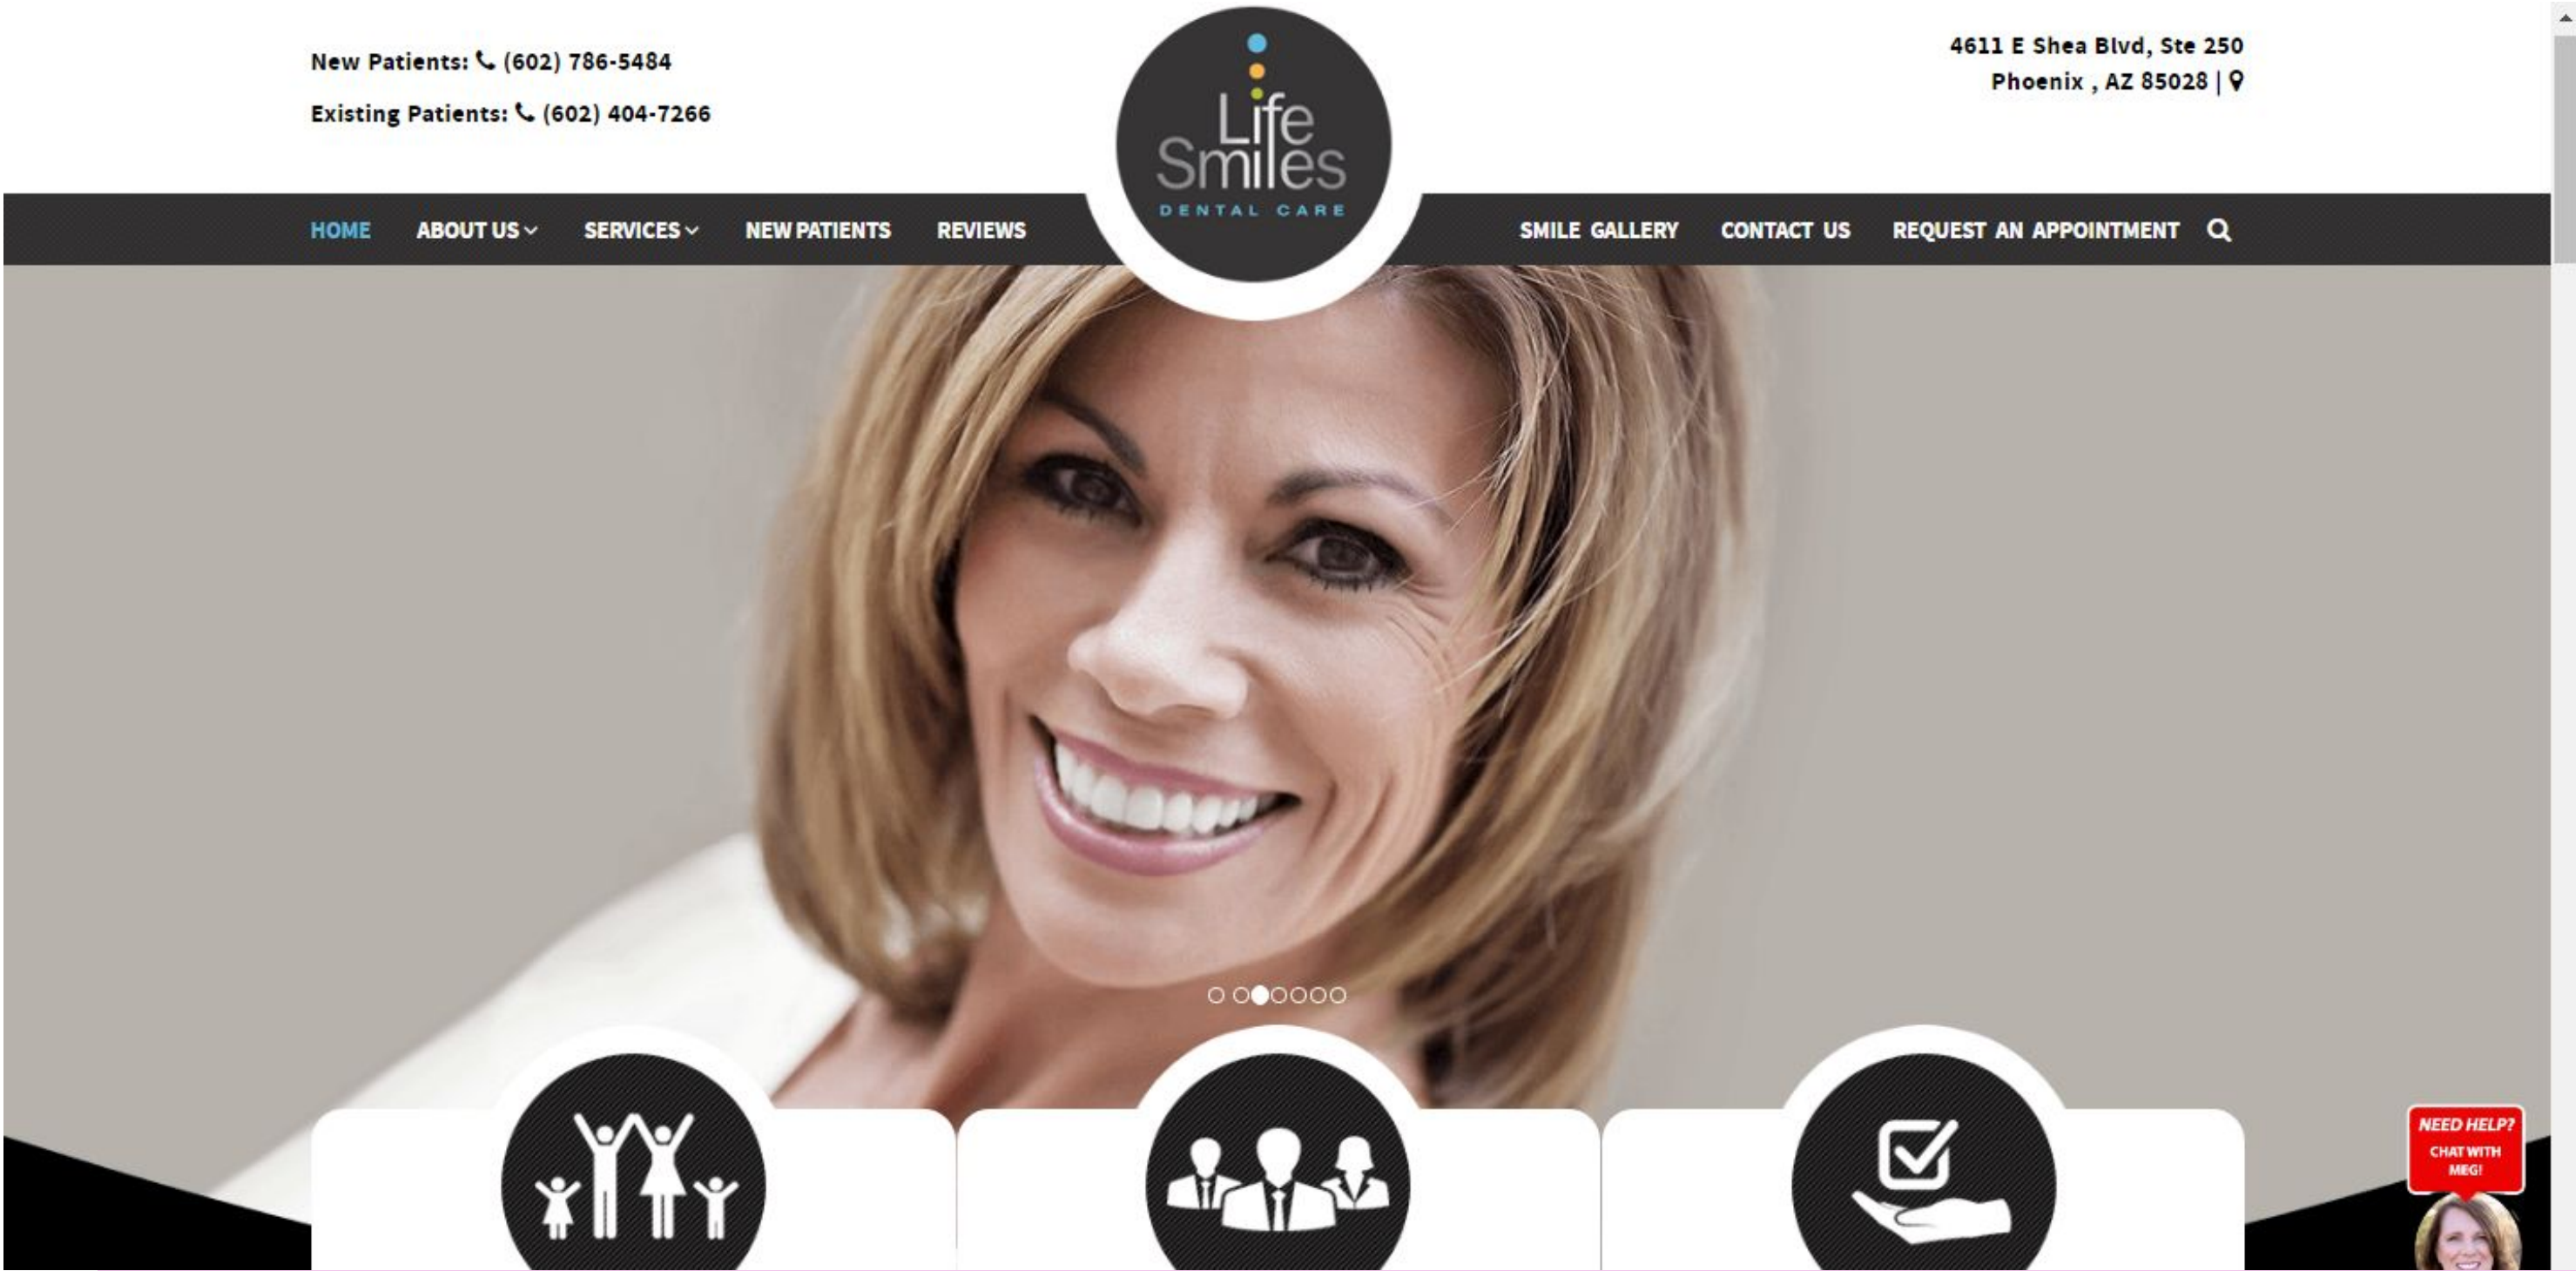 New Patients: (602) 786-5484
Existing Patients: (602) 404-7266
Life
Smiles
DENTAL CARE
4611 E Shea Blvd, Ste 250
Phoenix , AZ 85028 |
HOME ABOUT US SERVICES NEW PATIENTS REVIEWS SMILE GALLERY CONTACT US REQUEST AN APPOINTMENT
NEED HELP?
CHAT WITH
MEG!